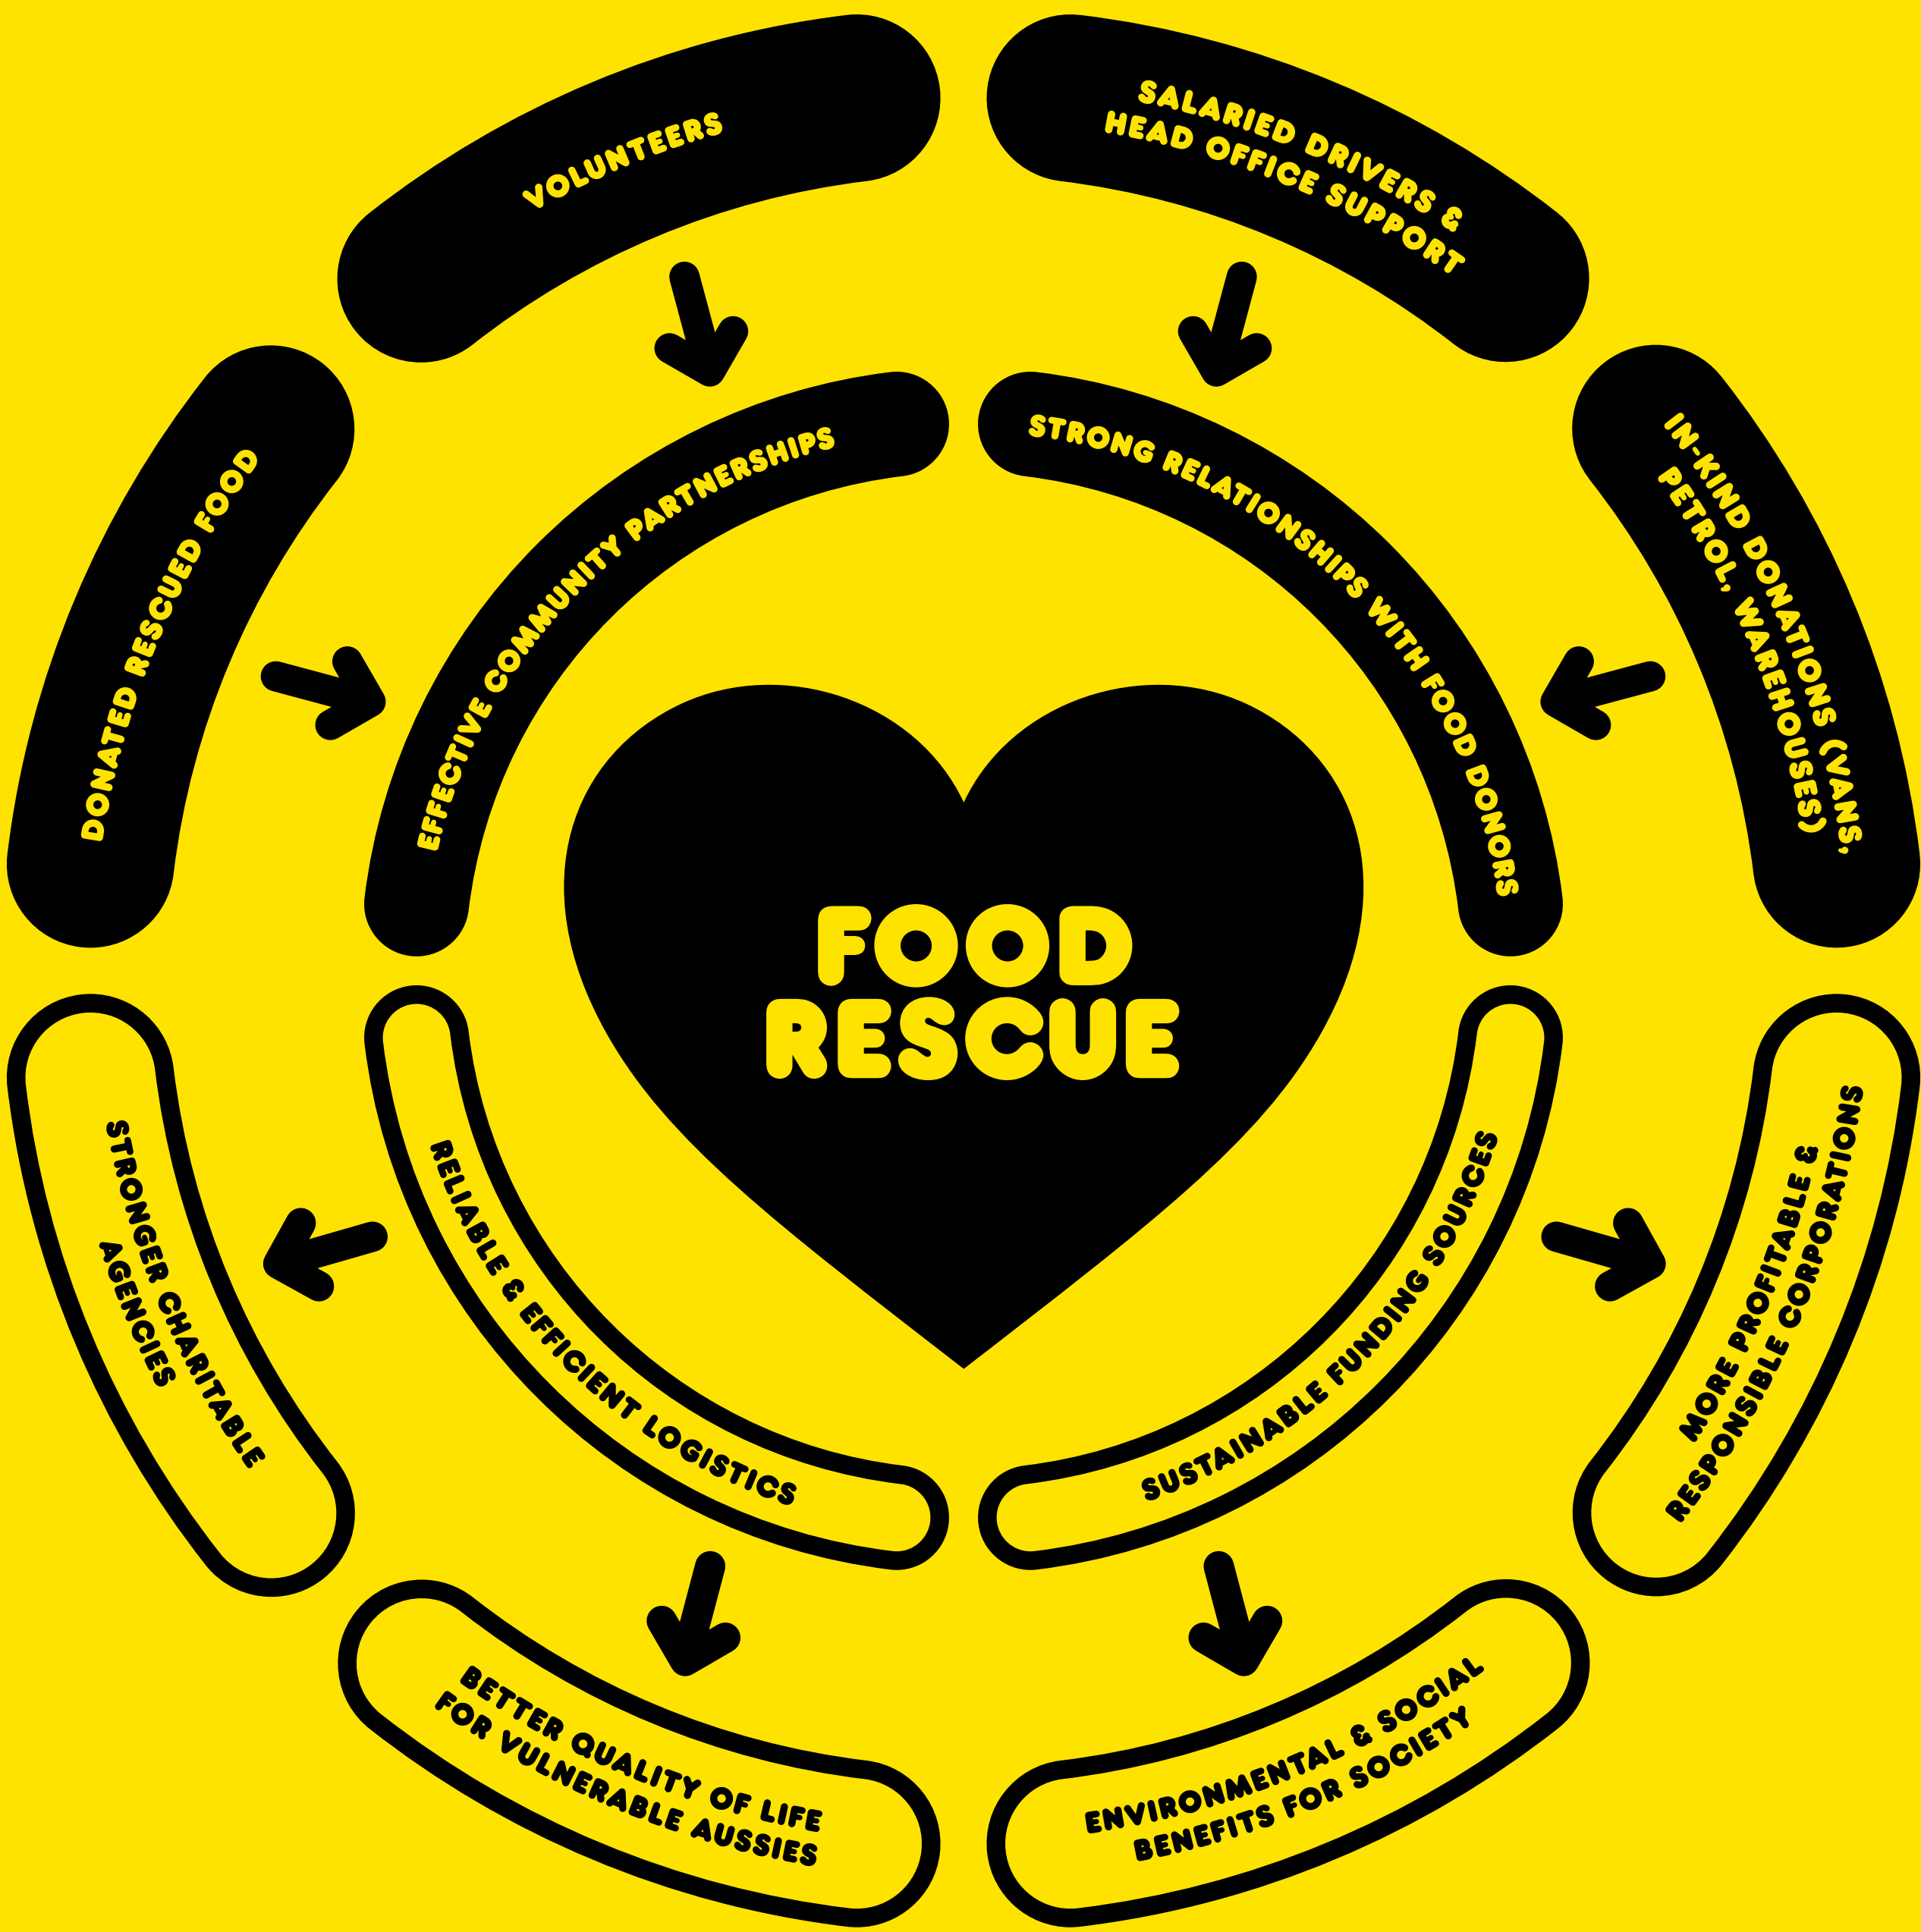 VOLUNTEERS
SALARIED DRIVERS &
HEAD OFFICE SUPPORT
DONATED RESCUED FOOD
IN KIND DONATIONS (VANS,
PETROL, WAREHOUSES)
EFFECTIVE COMMUNITY PARTNERSHIPS
STRONG RELATIONSHIPS WITH FOOD DONORS
FOOD
RESCUE
RELIABLE & EFFICIENT LOGISTICS
SUSTAINABLE FUNDING SOURCES
STRONGER CHARITABLE
AGENCIES
MORE PROFITABLE &
RESPONSIBLE CORPORATIONS
BETTER QUALITY OF LIFE
FOR VULNERABLE AUSSIES
ENVIRONMENTAL & SOCIAL
BENEFITS FOR SOCIETY